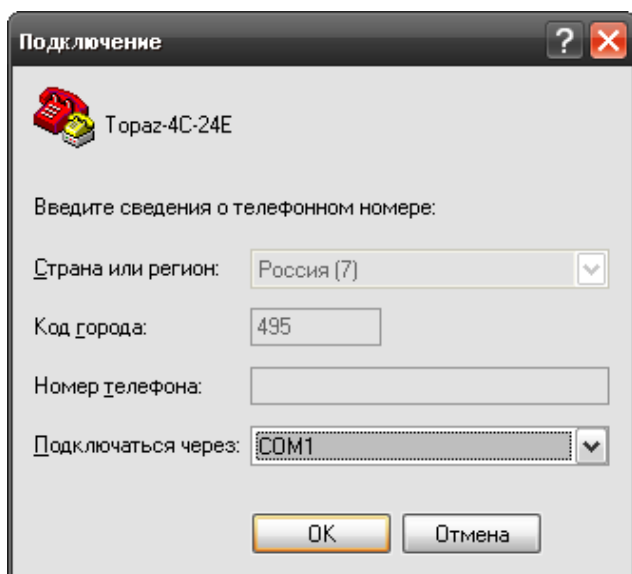 Подключение
Topaz-4C-24E
Введите сведения о телефонном номере:
Страна или регион: Россия (7)
Код города: 495
Номер телефона:
Подключаться через: COM1
OK Отмена